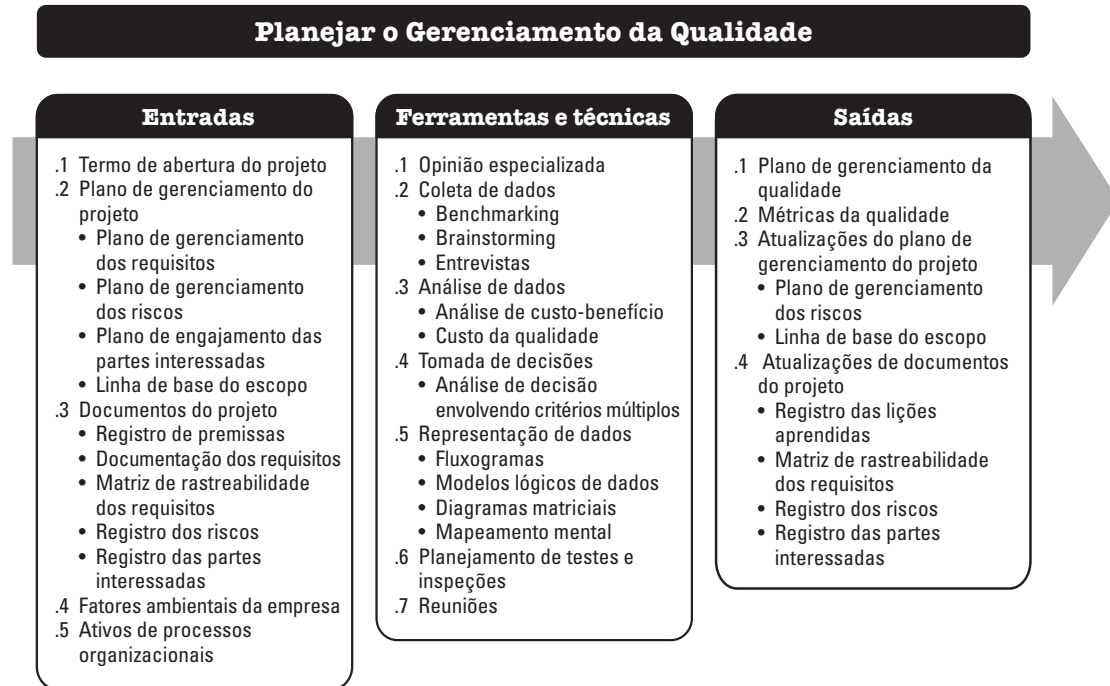 Planejar o Gerenciamento da Qualidade
Entradas
.1 Termo de abertura do projeto
.2 Plano de gerenciamento do
projeto
• Plano de gerenciamento
dos requisitos
• Plano de gerenciamento
dos riscos
• Plano de engajamento das
partes interessadas
• Linha de base do escopo
.3 Documentos do projeto
• Registro de premissas
• Documentação dos requisitos
• Matriz de rastreabilidade
dos requisitos
• Registro dos riscos
• Registro das partes
interessadas
.4 Fatores ambientais da empresa
.5 Ativos de processos
organizacionais
Ferramentas e técnicas
.1 Opinião especializada
.2 Coleta de dados
• Benchmarking
• Brainstorming
• Entrevistas
.3 Análise de dados
• Análise de custo-benefício
• Custo da qualidade
.4 Tomada de decisões
• Análise de decisão
envolvendo critérios múltiplos
.5 Representação de dados
• Fluxogramas
• Modelos lógicos de dados
• Diagramas matriciais
• Mapeamento mental
.6 Planejamento de testes e
inspeções
.7 Reuniões
Saídas
.1 Plano de gerenciamento da
qualidade
.2 Métricas da qualidade
.3 Atualizações do plano de
gerenciamento do projeto
• Plano de gerenciamento
dos riscos
• Linha de base do escopo
.4 Atualizações de documentos
do projeto
• Registro das lições
aprendidas
• Matriz de rastreabilidade
dos requisitos
• Registro dos riscos
• Registro das partes
interessadas